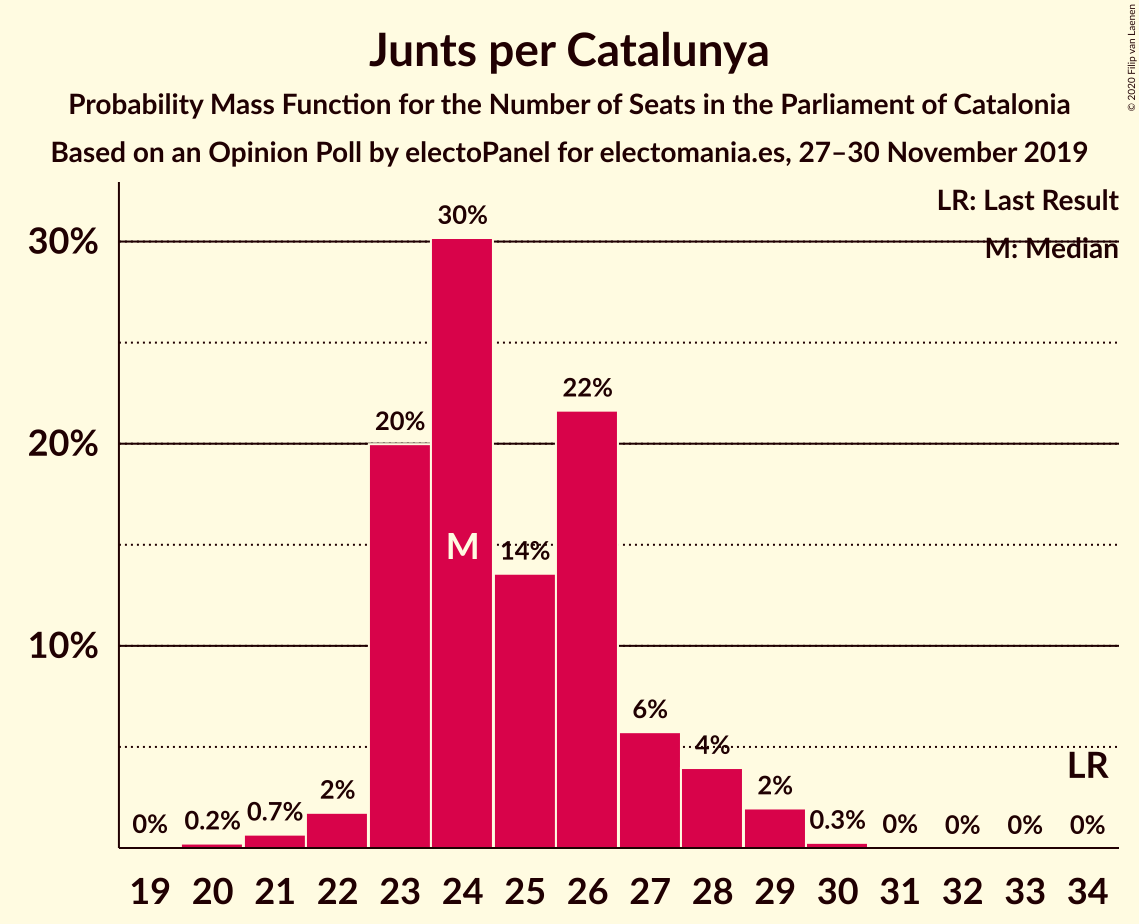 © 2020 Filip van Laenen
Junts per Catalunya
Probability Mass Function for the Number of Seats in the Parliament of Catalonia
Based on an Opinion Poll by electoPanel for electomania.es, 27–30 November 2019
LR: Last Result
M: Median
30%
20%
10%
0% 0.2% 0.7% 2% 20% 30% 14% 22% 6% 4% 2% 0.3% 0% 0% 0% 0%
M
LR
19 20 21 22 23 24 25 26 27 28 29 30 31 32 33 34